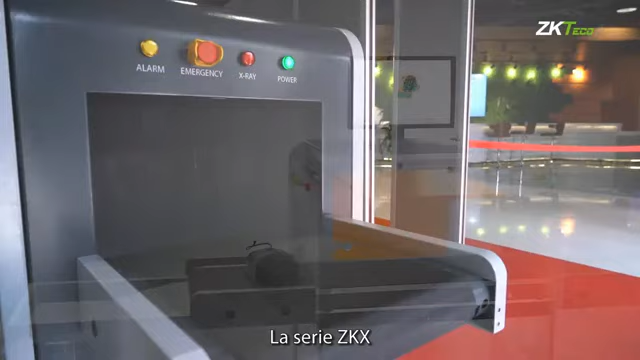 ZKTeco
ALARM
EMERGENCY
X-RAY
POWER
La serie ZKX